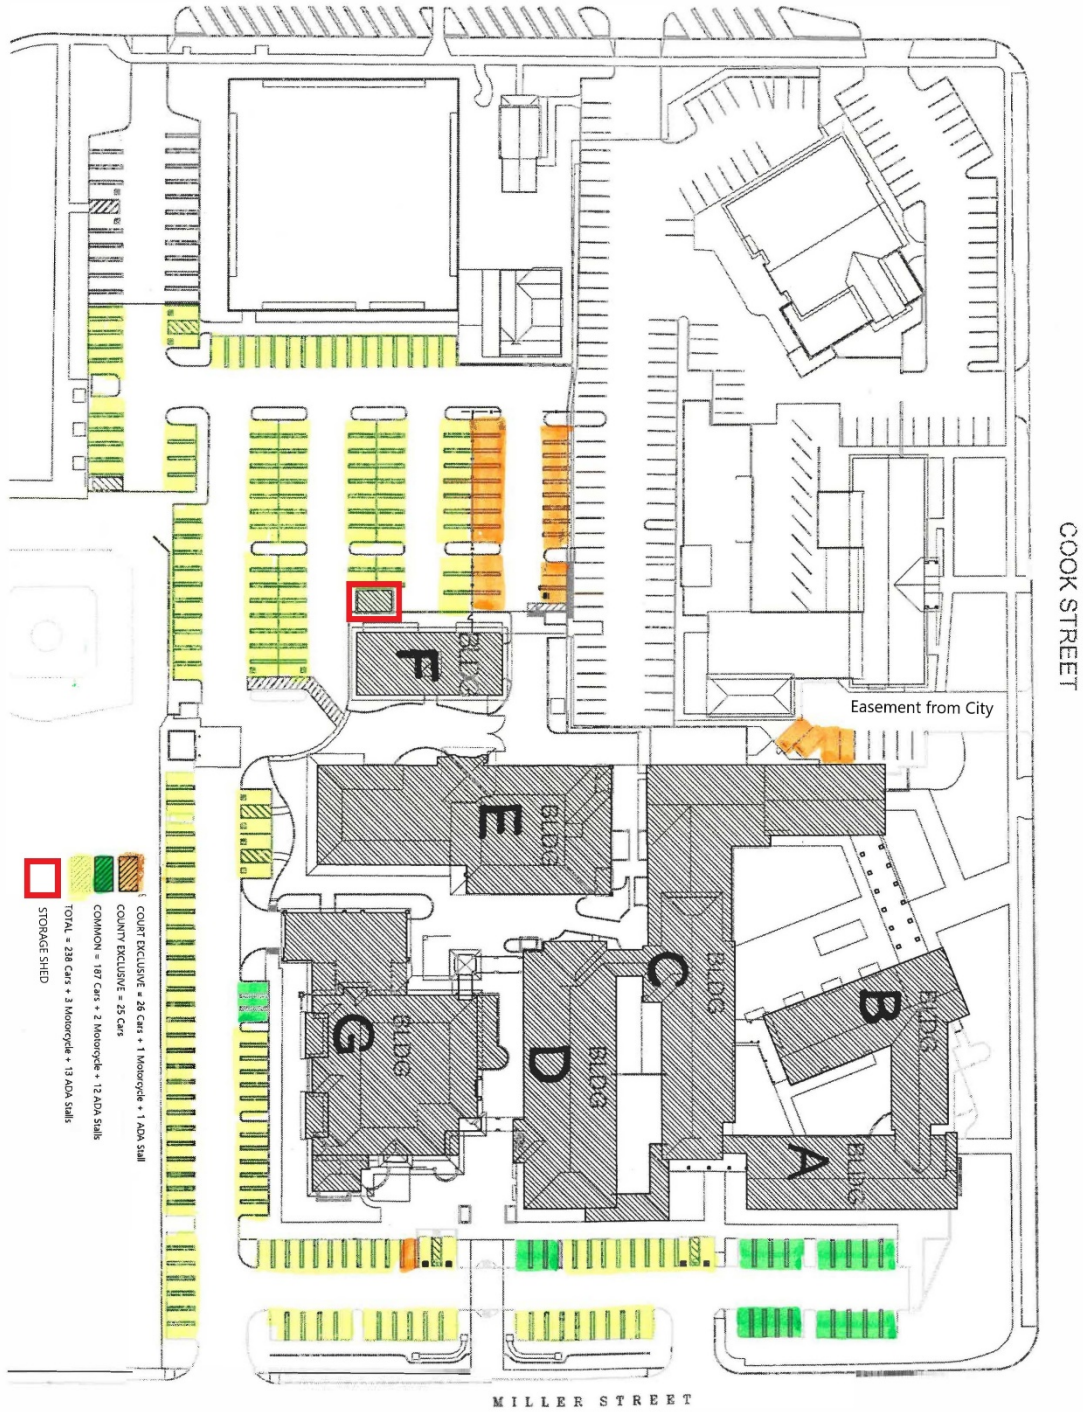 COOK STREET
Easement from City
BLDG
F
BLDG
E
BLDG
C
BLDG
B
BLDG
D
BLDG
G
BLDG
A
COURT EXCLUSIVE = 26 Cars + 1 Motorcycle + 1 ADA Stall
COUNTY EXCLUSIVE = 25 Cars
COMMON = 187 Cars + 2 Motorcycle + 12 ADA Stalls
TOTAL = 238 Cars + 3 Motorcycle + 13 ADA Stalls
STORAGE SHED
MILLER STREET